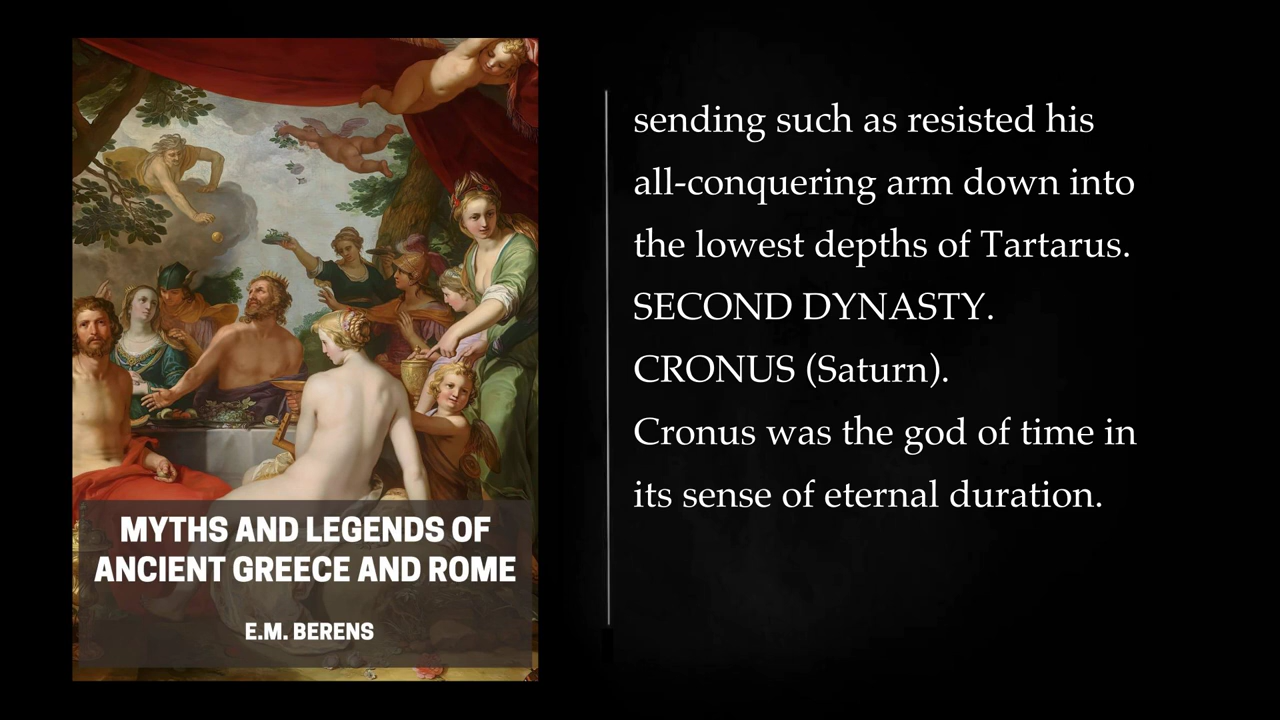 MYTHS AND LEGENDS OF
ANCIENT GREECE AND ROME
E.M. BERENS
sending such as resisted his
all-conquering arm down into
the lowest depths of Tartarus.
SECOND DYNASTY.
CRONUS (Saturn).
Cronus was the god of time in
its sense of eternal duration.